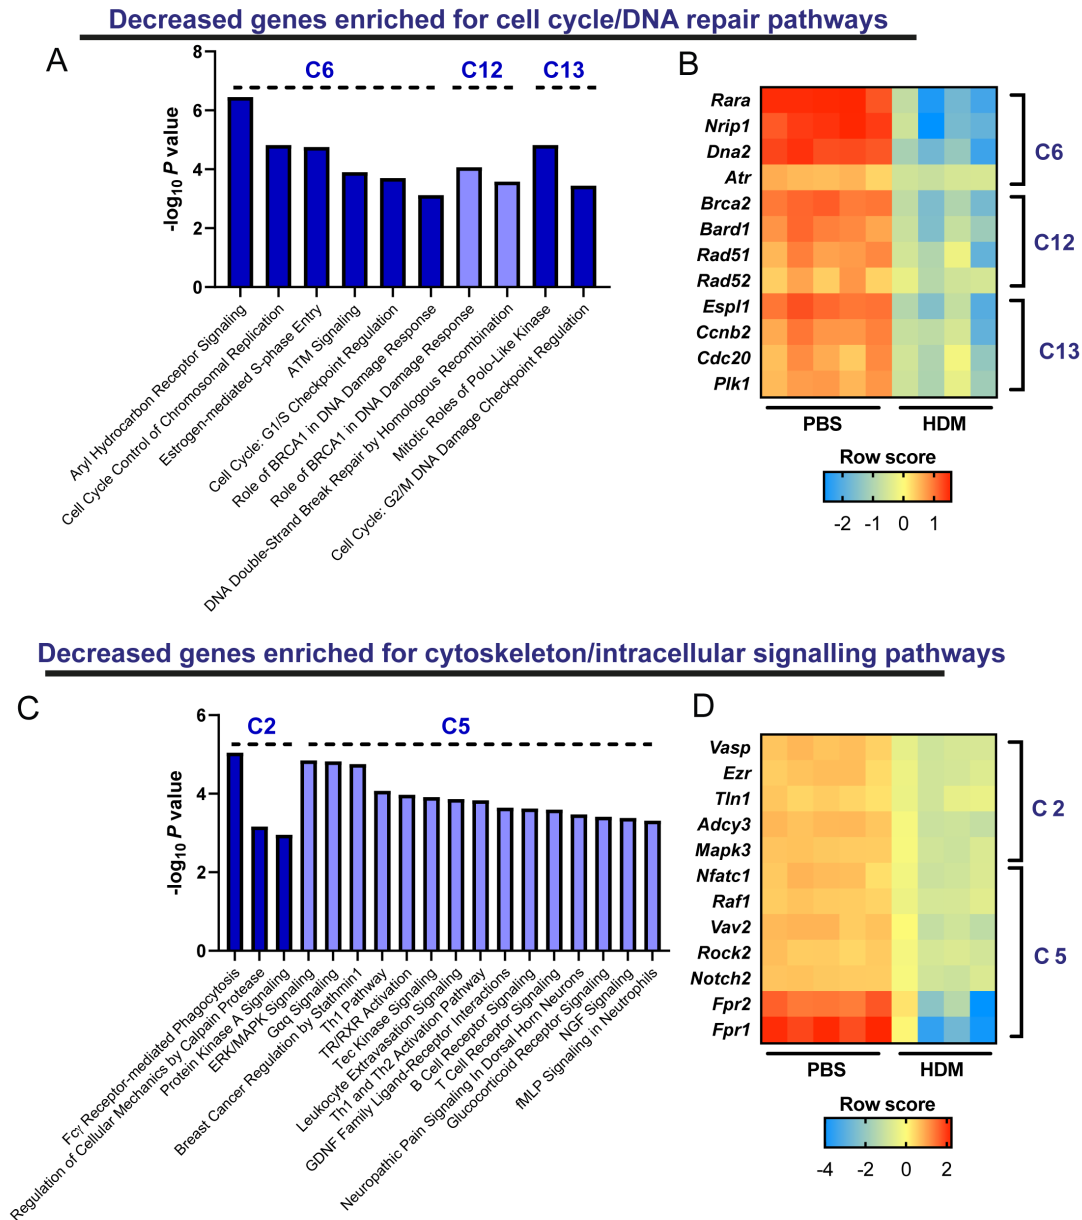 Decreased genes enriched for cell cycle/DNA repair pathways
A
C6
C12
C13
8
6
4
2
0
-log10 P value
Aryl Hydrocarbon Receptor Signaling
Cell Cycle Control of Chromosomal Replication
Estrogen-mediated S-phase Entry
ATM Signaling
Cell Cycle: G1/S Checkpoint Regulation
Role of BRCA1 in DNA Damage Response
Role of BRCA1 in DNA Damage Response
DNA Double-Strand Break Repair by Homologous Recombination
Mitotic Roles of Polo-Like Kinase
Cell Cycle: G2/M DNA Damage Checkpoint Regulation
B
Rara
Nrip1
Dna2
Atr
Brca2
Bard1
Rad51
Rad52
Espl1
Ccnb2
Cdc20
Plk1
C6
C12
C13
PBS
HDM
Row score
-2 -1 0 1
Decreased genes enriched for cytoskeleton/intracellular signalling pathways
C
C2
C5
6
4
2
0
-log10 P value
Fcγ Receptor-mediated Phagocytosis
Regulation of Cellular Mechanics by Calpain Protease
Protein Kinase A Signaling
ERK/MAPK Signaling
Gαq Signaling
Breast Cancer Regulation by Stathmin1
Th1 Pathway
TR/RXR Activation
Tec Kinase Signaling
Leukocyte Extravasation Signaling
Th1 and Th2 Activation Pathway
GDNF Family Ligand-Receptor Interactions
B Cell Receptor Signaling
T Cell Receptor Signaling
Neuropathic Pain Signaling In Dorsal Horn Neurons
Glucocorticoid Receptor Signaling
NGF Signaling
fMLP Signaling in Neutrophils
D
Vasp
Ezr
Tln1
Adcy3
Mapk3
Nfatc1
Raf1
Vav2
Rock2
Notch2
Fpr2
Fpr1
C 2
C 5
PBS
HDM
Row score
-4 -2 0 2